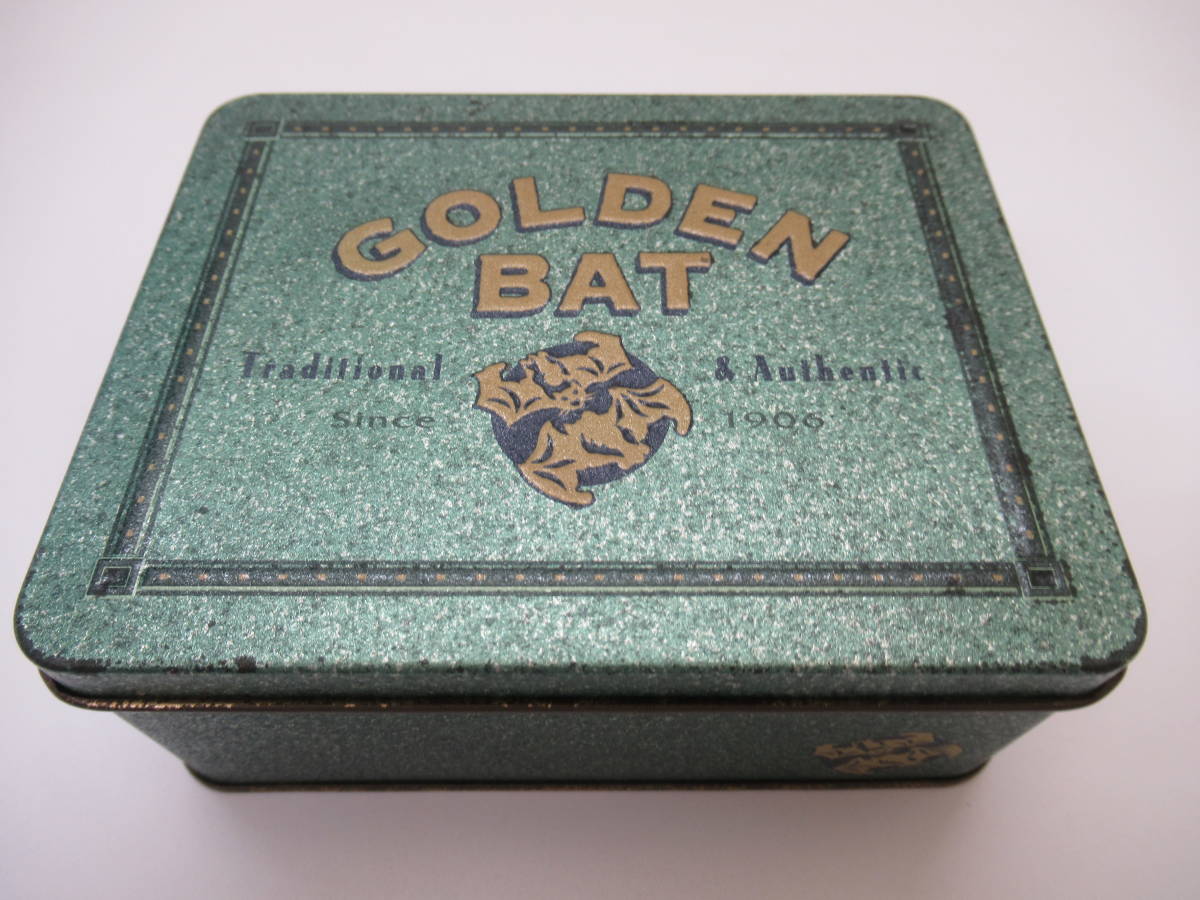 GOLDEN
BAT
Traditional & Authentic
Since 1906